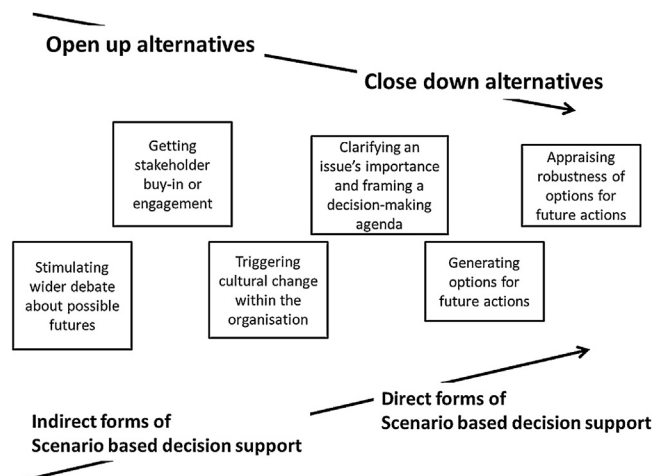 Open up alternatives
Close down alternatives
Getting
stakeholder
buy-in or
engagement
Clarifying an
issue's importance
and framing a
decision-making
agenda
Appraising
robustness of
options for
future actions
Stimulating
wider debate
about possible
futures
Triggering
cultural change
within the
organisation
Generating
options for
future actions
Indirect forms of
Scenario based decision support
Direct forms of
Scenario based decision support